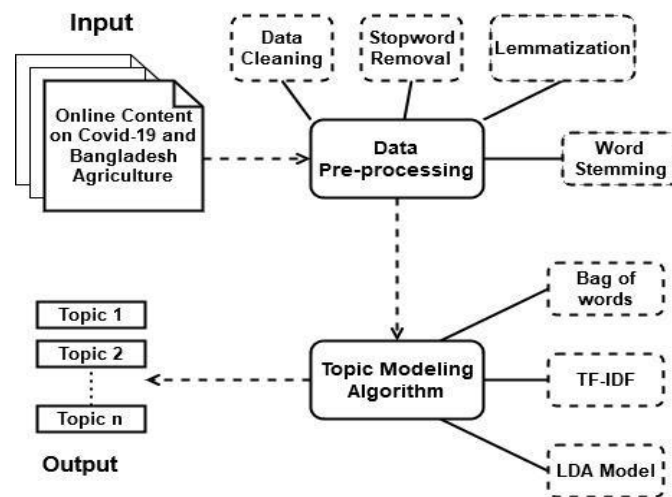 Input
Online Content
on Covid-19 and
Bangladesh
Agriculture
Data
Cleaning
Stopword
Removal
Lemmatization
Data
Pre-processing
Word
Stemming
Bag of
words
Topic Modeling
Algorithm
TF-IDF
LDA Model
Topic 1
Topic 2
Topic n
Output